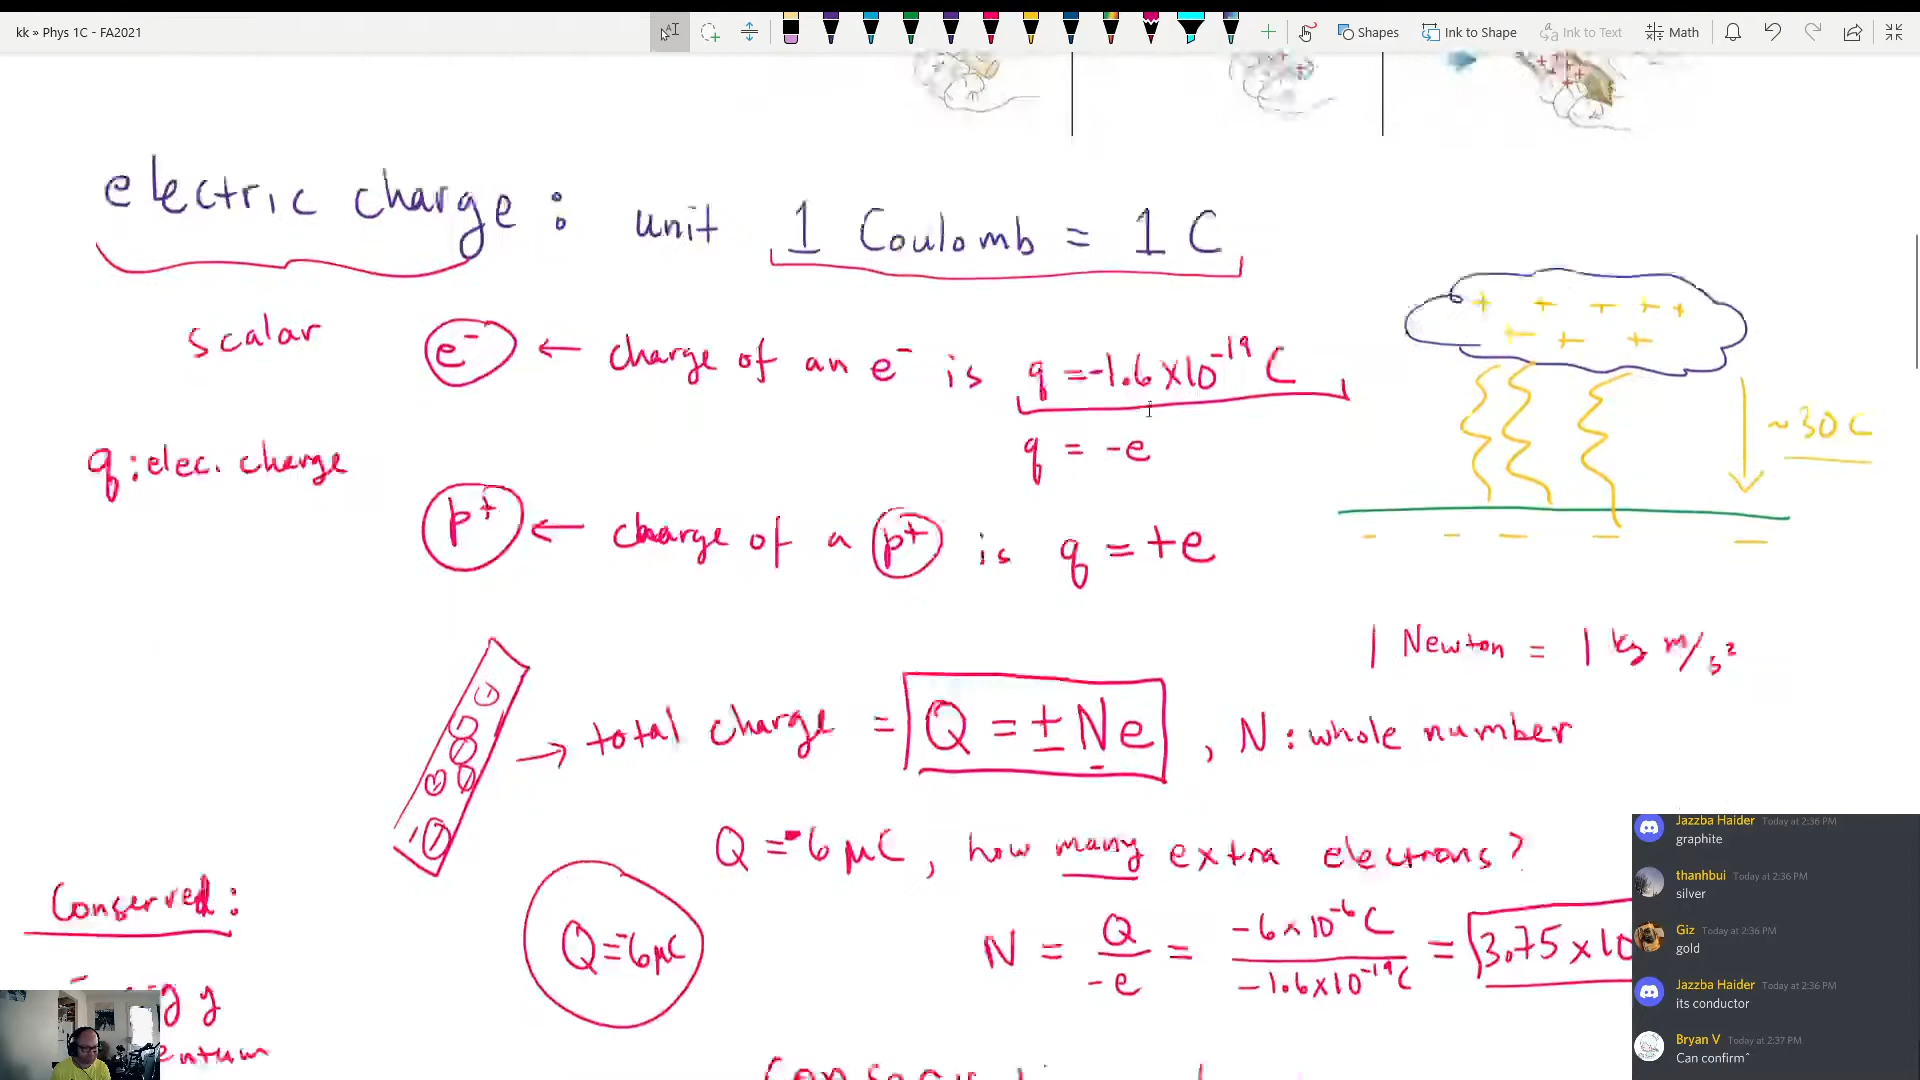 kk » Phys 1C - FA2021
Shapes
Ink to Shape
Ink to Text
Math
electric charge : unit 1 Coulomb = 1 C
scalar
e⁻ ← charge of an e⁻ is q = -1.6 × 10⁻¹⁹ C
q = -e
~ 30 C
q : elec. charge
p⁺ ← charge of a p⁺ is q = +e
1 Newton = 1 kg m/s²
→ total charge = Q = ± Ne , N : whole number
Q = -6 μC , how many extra electrons ?
Conserved :
Q = -6 μC
N = Q / -e = -6 × 10⁻⁶ C / -1.6 × 10⁻¹⁹ C = 3.75 × 10
Jazzba Haider Today at 2:36 PM
graphite
thanhbui Today at 2:36 PM
silver
Giz Today at 2:36 PM
gold
Jazzba Haider Today at 2:36 PM
its conductor
Bryan V Today at 2:37 PM
Can confirm^